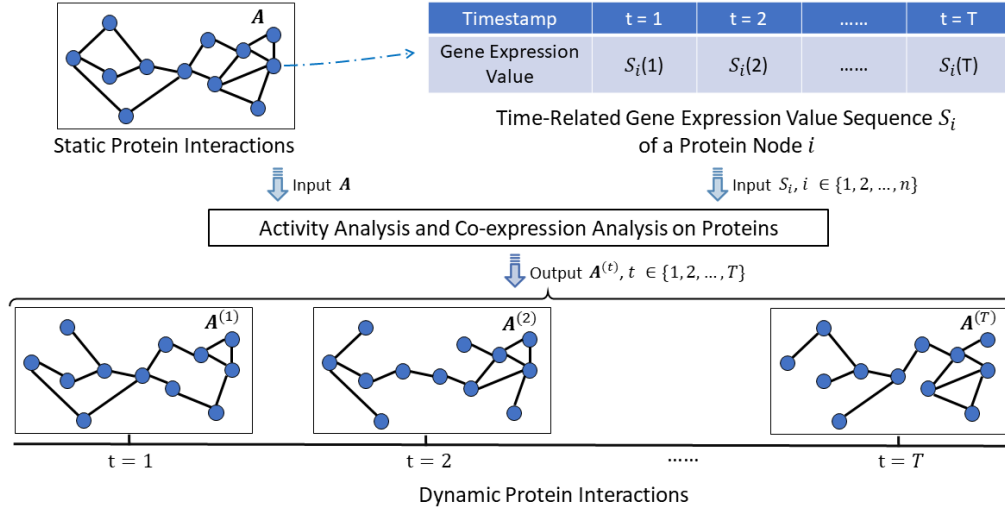 A
Timestamp t = 1 t = 2 …… t = T
Gene Expression Value S_i(1) S_i(2) …… S_i(T)
Static Protein Interactions
Time-Related Gene Expression Value Sequence S_i
of a Protein Node i
Input A
Input S_i, i ∈ {1, 2, …, n}
Activity Analysis and Co-expression Analysis on Proteins
Output A^(t), t ∈ {1, 2, …, T}
A^(1)
A^(2)
A^(T)
t = 1 t = 2 …… t = T
Dynamic Protein Interactions